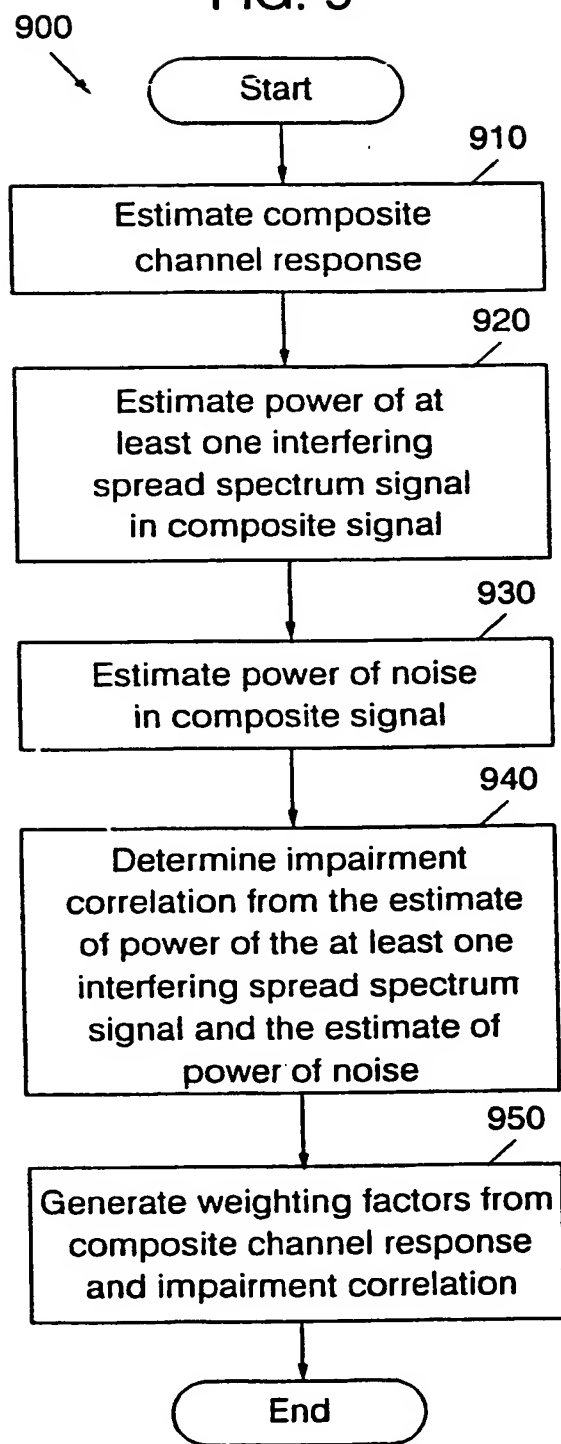 900
Start
910
Estimate composite
channel response
920
Estimate power of at
least one interfering
spread spectrum signal
in composite signal
930
Estimate power of noise
in composite signal
940
Determine impairment
correlation from the estimate
of power of the at least one
interfering spread spectrum
signal and the estimate of
power of noise
950
Generate weighting factors from
composite channel response
and impairment correlation
End